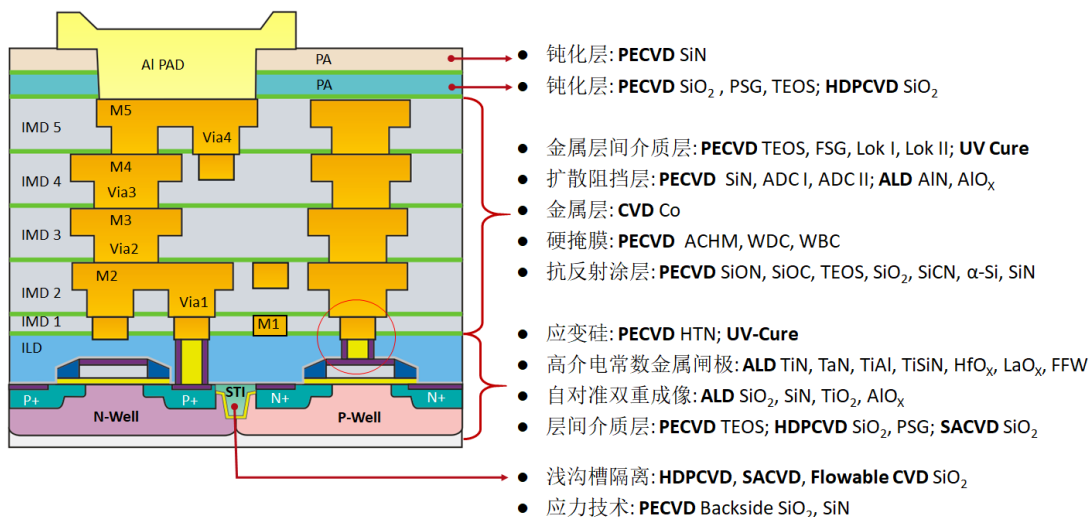 Al PAD
PA
PA
M5
Via4
IMD 5
M4
Via3
IMD 4
M3
Via2
IMD 3
M2
Via1
IMD 2
M1
IMD 1
ILD
STI
P+
P+
N+
N+
N-Well
P-Well
● 钝化层: PECVD SiN
● 钝化层: PECVD SiO₂ , PSG, TEOS; HDPCVD SiO₂
● 金属层间介质层: PECVD TEOS, FSG, Lok I, Lok II; UV Cure
● 扩散阻挡层: PECVD SiN, ADC I, ADC II; ALD AlN, AlOₓ
● 金属层: CVD Co
● 硬掩膜: PECVD ACHM, WDC, WBC
● 抗反射涂层: PECVD SiON, SiOC, TEOS, SiO₂, SiCN, α-Si, SiN
● 应变硅: PECVD HTN; UV-Cure
● 高介电常数金属闸极: ALD TiN, TaN, TiAl, TiSiN, HfOₓ, LaOₓ, FFW
● 自对准双重成像: ALD SiO₂, SiN, TiO₂, AlOₓ
● 层间介质层: PECVD TEOS; HDPCVD SiO₂, PSG; SACVD SiO₂
● 浅沟槽隔离: HDPCVD, SACVD, Flowable CVD SiO₂
● 应力技术: PECVD Backside SiO₂, SiN